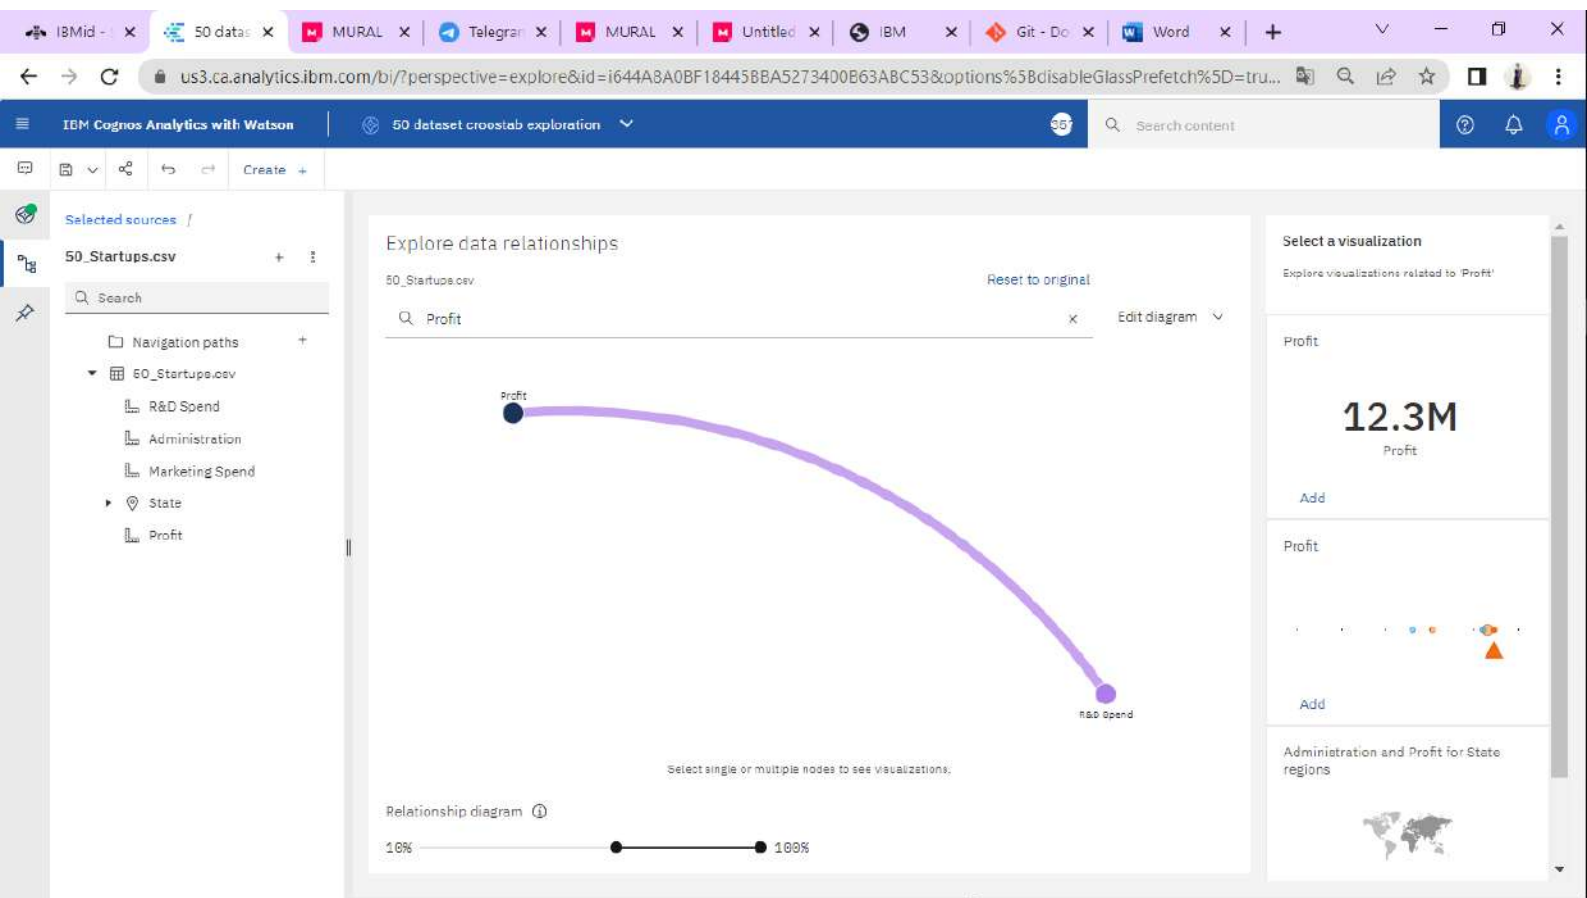 IBMid -
50 datas
MURAL
Telegram
MURAL
Untitled
IBM
Git - Do
Word
us3.ca.analytics.ibm.com/bi/?perspective=explore&id=i644A8A0BF18445BBA5273400B63ABC53&options%5BdisableGlassPrefetch%5D=tru...
IBM Cognos Analytics with Watson
50 dataset croostab exploration
Search content
Create +
Selected sources /
50_Startups.csv
Search
Navigation paths
50_Startups.csv
R&D Spend
Administration
Marketing Spend
State
Profit
Explore data relationships
50_Startups.csv
Reset to original
Profit
Edit diagram
Profit
R&D Spend
Select single or multiple nodes to see visualizations.
Relationship diagram
10%
100%
Select a visualization
Explore visualizations related to 'Profit'
Profit
12.3M
Profit
Add
Profit
Add
Administration and Profit for State
regions